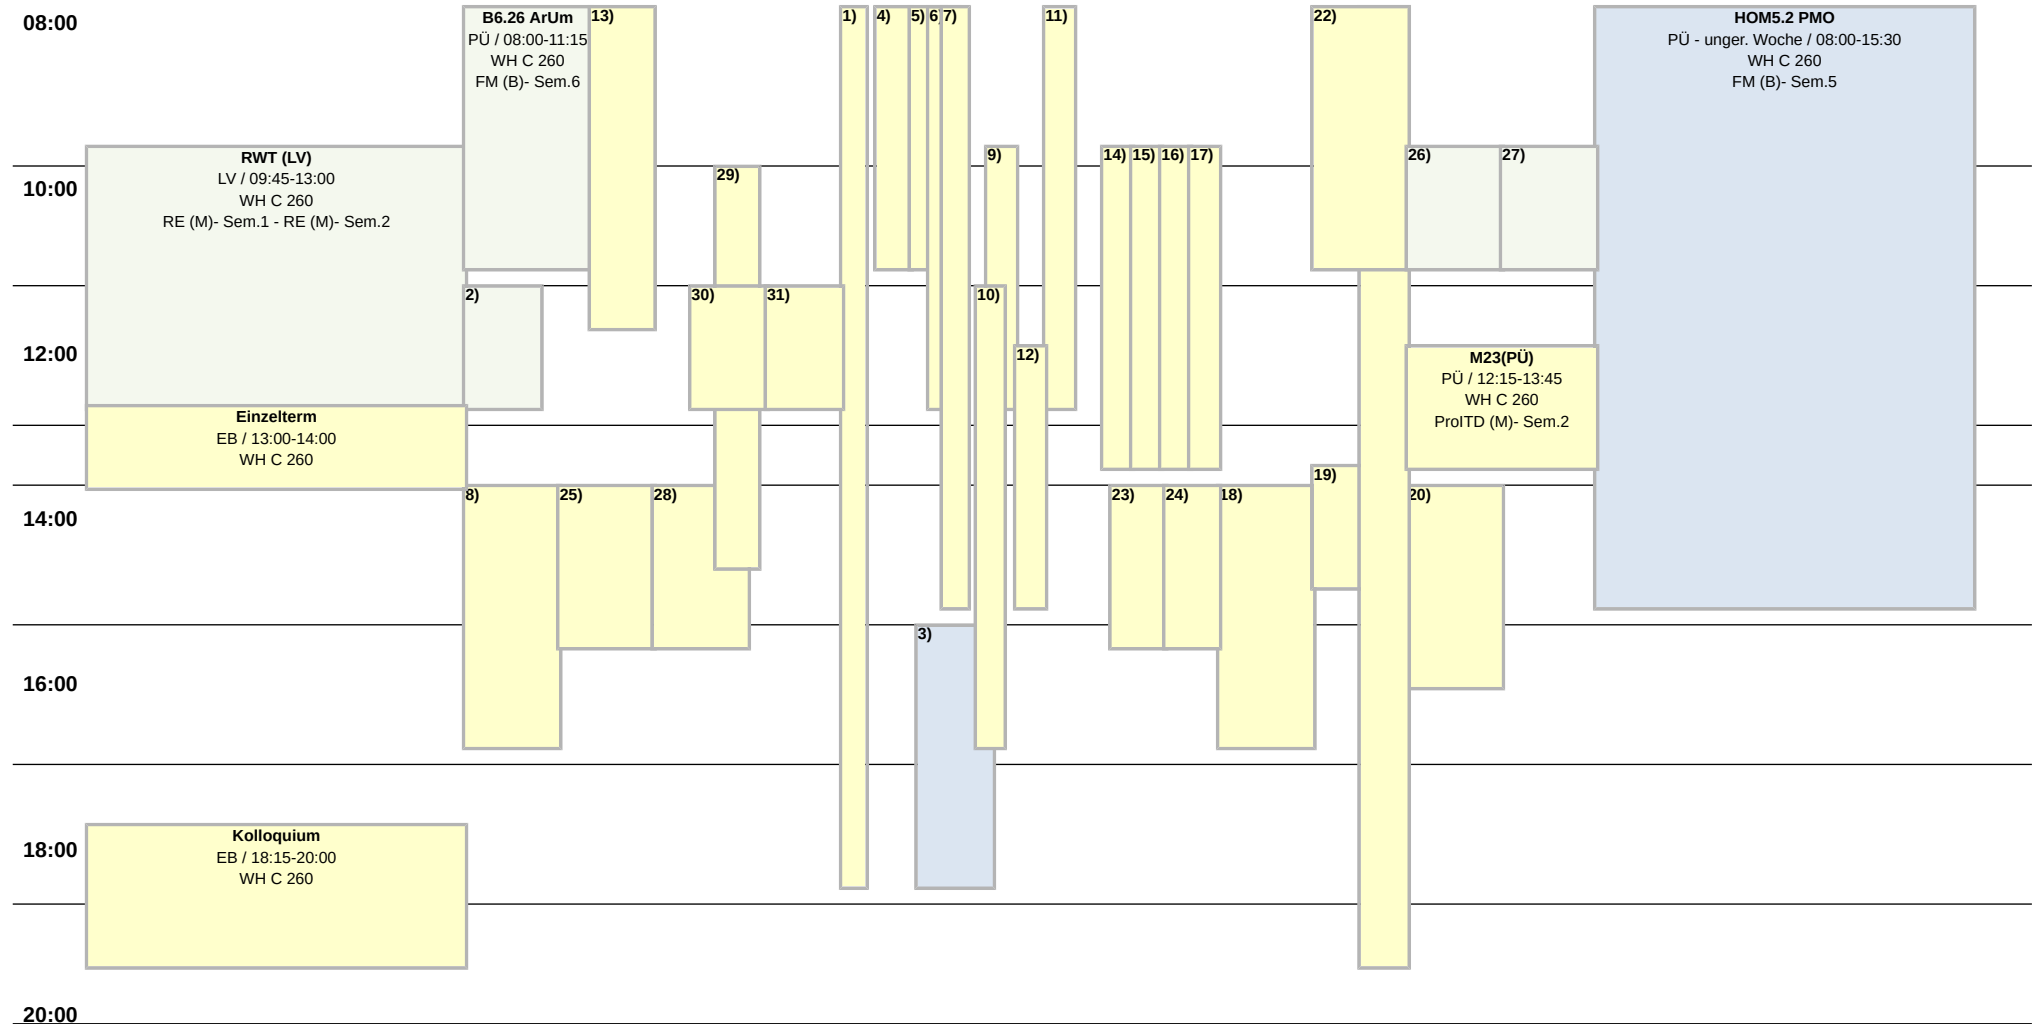 08:00
10:00
12:00
14:00
16:00
18:00
20:00
RWT (LV)
LV / 09:45-13:00
WH C 260
RE (M)- Sem.1 - RE (M)- Sem.2
Einzelterm
EB / 13:00-14:00
WH C 260
Kolloquium
EB / 18:15-20:00
WH C 260
B6.26 ArUm
PÜ / 08:00-11:15
WH C 260
FM (B)- Sem.6
13)
2)
29)
30)
31)
8)
25)
28)
1)
4)
5)
6)
7)
9)
10)
11)
12)
3)
14)
15)
16)
17)
23)
24)
18)
22)
19)
26)
27)
M23(PÜ)
PÜ / 12:15-13:45
WH C 260
ProITD (M)- Sem.2
20)
HOM5.2 PMO
PÜ - unger. Woche / 08:00-15:30
WH C 260
FM (B)- Sem.5